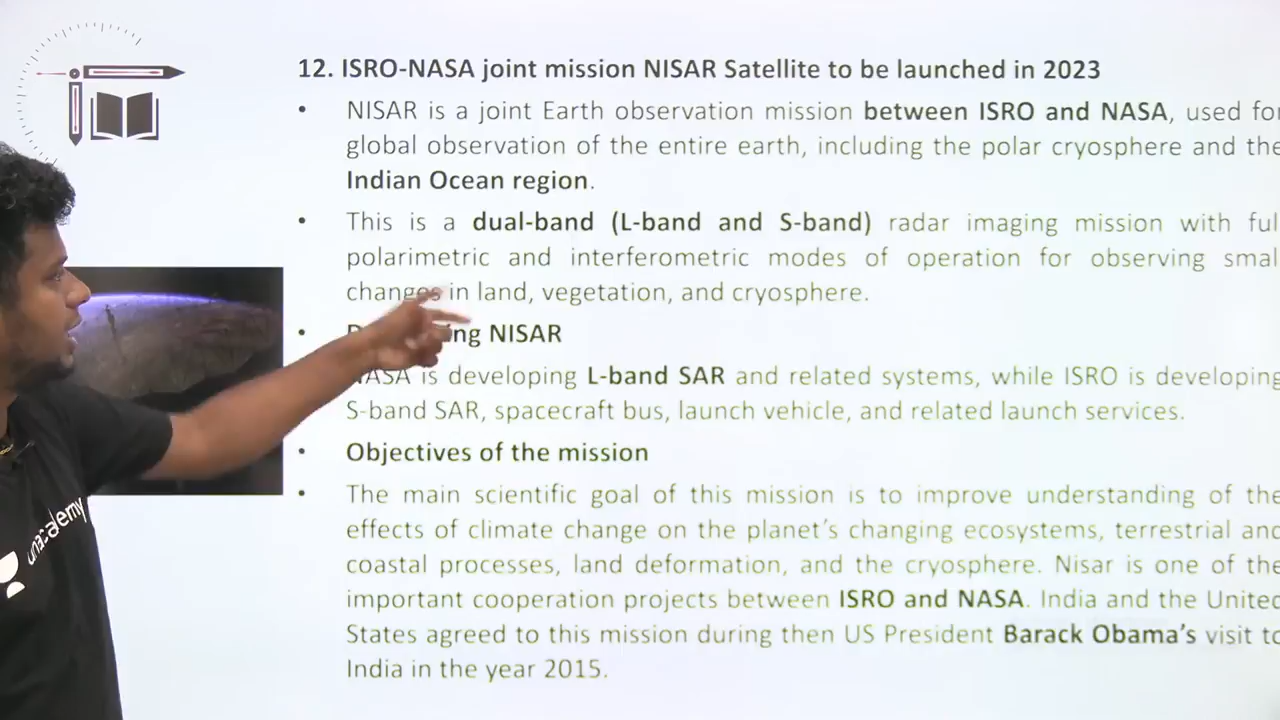 12. ISRO-NASA joint mission NISAR Satellite to be launched in 2023
• NISAR is a joint Earth observation mission between ISRO and NASA, used for
global observation of the entire earth, including the polar cryosphere and the
Indian Ocean region.
• This is a dual-band (L-band and S-band) radar imaging mission with full
polarimetric and interferometric modes of operation for observing small
changes in land, vegetation, and cryosphere.
• NISAR
NASA is developing L-band SAR and related systems, while ISRO is developing
S-band SAR, spacecraft bus, launch vehicle, and related launch services.
• Objectives of the mission
• The main scientific goal of this mission is to improve understanding of the
effects of climate change on the planet's changing ecosystems, terrestrial and
coastal processes, land deformation, and the cryosphere. Nisar is one of the
important cooperation projects between ISRO and NASA. India and the United
States agreed to this mission during then US President Barack Obama's visit to
India in the year 2015.
unacademy